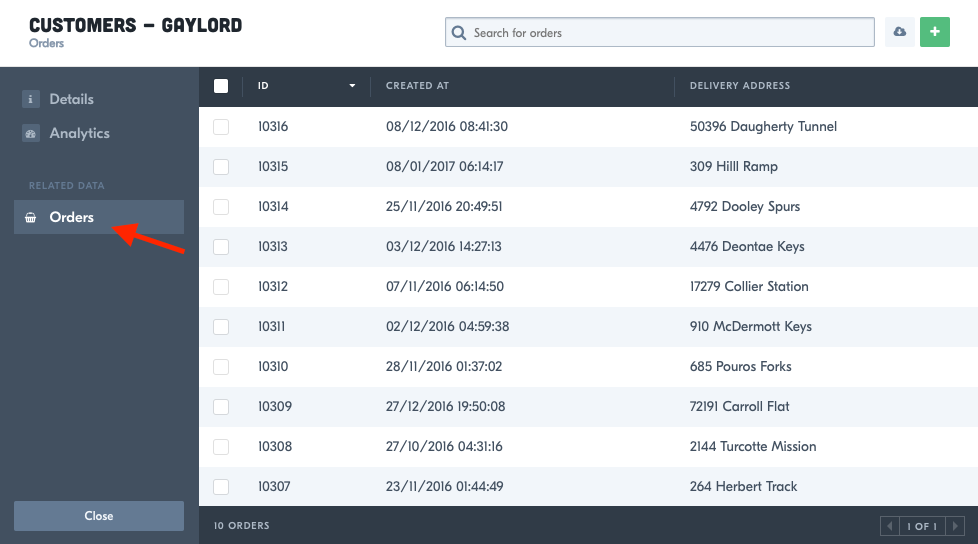 CUSTOMERS – GAYLORD
Orders
Search for orders
Details
Analytics
RELATED DATA
Orders
Close
ID CREATED AT DELIVERY ADDRESS
10316 08/12/2016 08:41:30 50396 Daugherty Tunnel
10315 08/01/2017 06:14:17 309 Hilll Ramp
10314 25/11/2016 20:49:51 4792 Dooley Spurs
10313 03/12/2016 14:27:13 4476 Deontae Keys
10312 07/11/2016 06:14:50 17279 Collier Station
10311 02/12/2016 04:59:38 910 McDermott Keys
10310 28/11/2016 01:37:02 685 Pouros Forks
10309 27/12/2016 19:50:08 72191 Carroll Flat
10308 27/10/2016 04:31:16 2144 Turcotte Mission
10307 23/11/2016 01:44:49 264 Herbert Track
10 ORDERS 1 OF 1